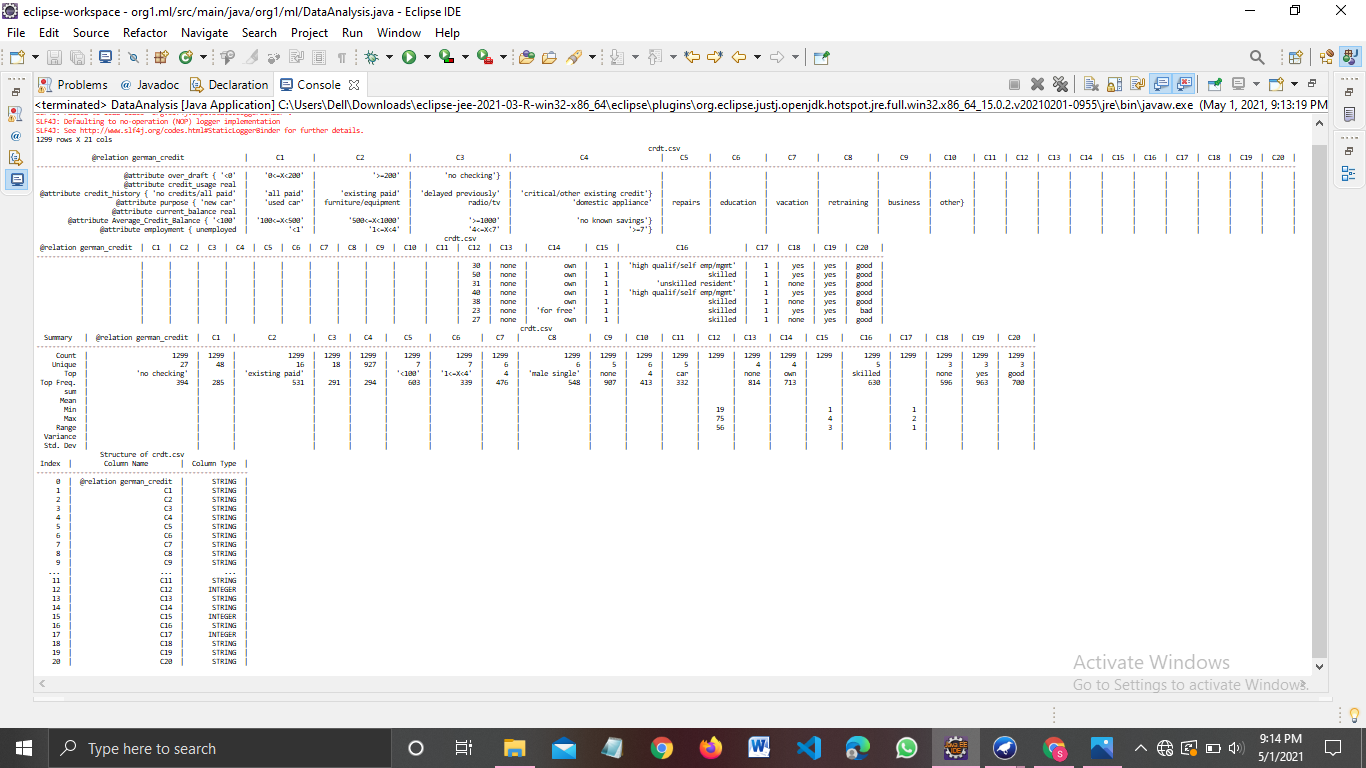 eclipse-workspace - org1.ml/src/main/java/org1/ml/DataAnalysis.java - Eclipse IDE
File Edit Source Refactor Navigate Search Project Run Window Help
Problems @ Javadoc Declaration Console
<terminated> DataAnalysis [Java Application] C:\Users\Dell\Downloads\eclipse-jee-2021-03-R-win32-x86_64\eclipse\plugins\org.eclipse.justj.openjdk.hotspot.jre.full.win32.x86_64_15.0.2.v20210201-0955\jre\bin\javaw.exe (May 1, 2021, 9:13:19 PM
SLF4J: Defaulting to no-operation (NOP) logger implementation
SLF4J: See http://www.slf4j.org/codes.html#StaticLoggerBinder for further details.
1299 rows X 21 cols
crdt.csv
@relation german_credit | C1 | C2 | C3 | C4 | C5 | C6 | C7 | C8 | C9 | C10 | C11 | C12 | C13 | C14 | C15 | C16 | C17 | C18 | C19 | C20 |
@attribute over_draft { '<0' | '0<=X<200' | '>=200' | 'no checking'} | | | | | | | | | | | | | | | | | |
@attribute credit_usage real | | | | | | | | | | | | | | | | | | | | |
@attribute credit_history { 'no credits/all paid' | 'all paid' | 'existing paid' | 'delayed previously' | 'critical/other existing credit'} | | | | | | | | | | | | | | | | |
@attribute purpose { 'new car' | 'used car' | furniture/equipment | radio/tv | 'domestic appliance' | repairs | education | vacation | retraining | business | other} | | | | | | | | | | |
@attribute current_balance real | | | | | | | | | | | | | | | | | | | | |
@attribute Average_Credit_Balance { '<100' | '100<=X<500' | '500<=X<1000' | '>=1000' | 'no known savings'} | | | | | | | | | | | | | | | | |
@attribute employment { unemployed | '<1' | '1<=X<4' | '4<=X<7' | '>=7'} | | | | | | | | | | | | | | | | |
crdt.csv
@relation german_credit | C1 | C2 | C3 | C4 | C5 | C6 | C7 | C8 | C9 | C10 | C11 | C12 | C13 | C14 | C15 | C16 | C17 | C18 | C19 | C20 |
| | | | | | | | | | | | 30 | none | own | 1 | 'high qualif/self emp/mgmt' | 1 | yes | yes | good |
| | | | | | | | | | | | 50 | none | own | 1 | skilled | 1 | yes | yes | good |
| | | | | | | | | | | | 31 | none | own | 1 | 'unskilled resident' | 1 | none | yes | good |
| | | | | | | | | | | | 40 | none | own | 1 | 'high qualif/self emp/mgmt' | 1 | yes | yes | good |
| | | | | | | | | | | | 38 | none | own | 1 | skilled | 1 | none | yes | good |
| | | | | | | | | | | | 23 | none | 'for free' | 1 | skilled | 1 | yes | yes | bad |
| | | | | | | | | | | | 27 | none | own | 1 | skilled | 1 | none | yes | good |
crdt.csv
Summary | @relation german_credit | C1 | C2 | C3 | C4 | C5 | C6 | C7 | C8 | C9 | C10 | C11 | C12 | C13 | C14 | C15 | C16 | C17 | C18 | C19 | C20 |
Count | 1299 | 1299 | 1299 | 1299 | 1299 | 1299 | 1299 | 1299 | 1299 | 1299 | 1299 | 1299 | 1299 | 1299 | 1299 | 1299 | 1299 | 1299 | 1299 | 1299 | 1299 |
Unique | 27 | 48 | 16 | 18 | 927 | 7 | 7 | 6 | 6 | 5 | 6 | 5 | | 4 | 4 | | 5 | | 3 | 3 | 3 |
Top | 'no checking' | | 'existing paid' | | | '<100' | '1<=X<4' | 4 | 'male single' | none | 4 | car | | none | own | | skilled | | none | yes | good |
Top Freq. | 394 | 285 | 531 | 291 | 294 | 603 | 339 | 476 | 548 | 907 | 413 | 332 | | 814 | 713 | | 630 | | 596 | 963 | 700 |
sum
Mean
Min | 19 | 1 | 1 |
Max | 75 | 4 | 2 |
Range | 56 | 3 | 1 |
Variance
Std. Dev
Structure of crdt.csv
Index | Column Name | Column Type |
0 | @relation german_credit | STRING |
1 | C1 | STRING |
2 | C2 | STRING |
3 | C3 | STRING |
4 | C4 | STRING |
5 | C5 | STRING |
6 | C6 | STRING |
7 | C7 | STRING |
8 | C8 | STRING |
9 | C9 | STRING |
... | ... | ... |
11 | C11 | STRING |
12 | C12 | INTEGER |
13 | C13 | STRING |
14 | C14 | STRING |
15 | C15 | INTEGER |
16 | C16 | STRING |
17 | C17 | INTEGER |
18 | C18 | STRING |
19 | C19 | STRING |
20 | C20 | STRING |
Activate Windows
Go to Settings to activate Windows.
Type here to search
9:14 PM
5/1/2021